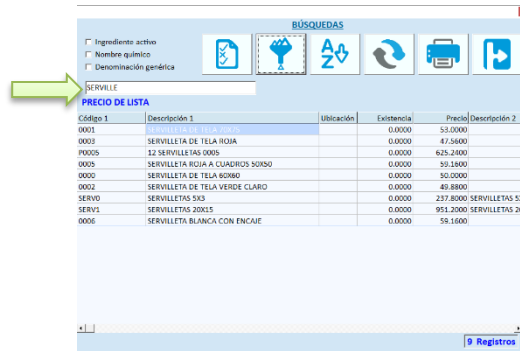 BÚSQUEDAS
Ingrediente activo
Nombre químico
Denominación genérica
A
Z
SERVILLE
PRECIO DE LISTA
Código 1 Descripción 1 Ubicación Existencia Precio Descripción 2
0001 SERVILLETA DE TELA 0.0000 53.0000
0003 SERVILLETA DE TELA ROJA 0.0000 47.5600
P0005 12 SERVILLETAS 0005 0.0000 625.2400
0005 SERVILLETA ROJA A CUADROS 50X50 0.0000 59.1600
0000 SERVILLETA DE TELA 60X60 0.0000 50.0000
0002 SERVILLETA DE TELA VERDE CLARO 0.0000 49.8800
SERV0 SERVILLETAS 5X3 0.0000 237.8000 SERVILLETAS
SERV1 SERVILLETAS 20X15 0.0000 951.2000 SERVILLETAS
0006 SERVILLETA BLANCA CON ENCAJE 0.0000 59.1600
9 Registros